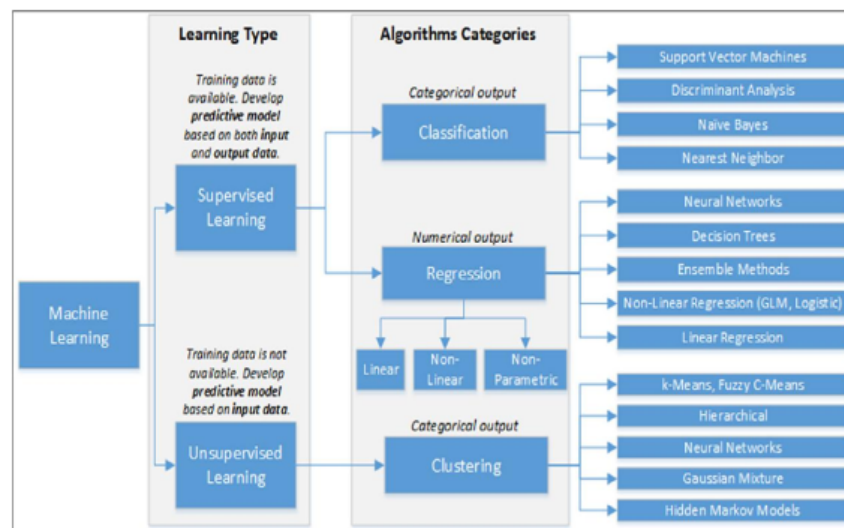 Learning Type
Algorithms Categories
Training data is
available. Develop
predictive model
based on both input
and output data.
Categorical output
Classification
Support Vector Machines
Discriminant Analysis
Naïve Bayes
Nearest Neighbor
Supervised
Learning
Numerical output
Regression
Neural Networks
Decision Trees
Ensemble Methods
Non-Linear Regression (GLM, Logistic)
Linear Regression
Machine
Learning
Linear
Non-
Linear
Non-
Parametric
Training data is not
available. Develop
predictive model
based on input data.
Unsupervised
Learning
Categorical output
Clustering
k-Means, Fuzzy C-Means
Hierarchical
Neural Networks
Gaussian Mixture
Hidden Markov Models